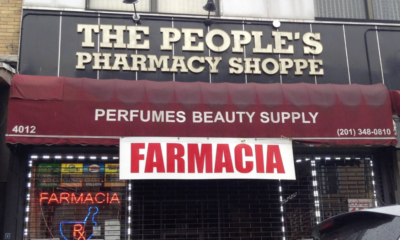 THE PEOPLE'S
PHARMACY SHOPPE
PERFUMES BEAUTY SUPPLY
4012
(201) 348-0810
FARMACIA
FARMACIA
Rx